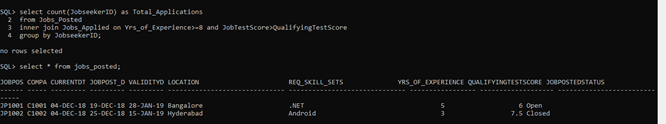 SQL> select count(JobseekerID) as Total_Applications
2 from Jobs_Posted
3 inner join Jobs_Applied on Yrs_of_Experience>=8 and JobTestScore>QualifyingTestScore
4 group by JobseekerID;
no rows selected
SQL> select * from jobs_posted;
JOBPOS COMPA CURRENTDT JOBPOST_D VALIDITYD LOCATION REQ_SKILL_SETS YRS_OF_EXPERIENCE QUALIFYINGTESTSCORE JOBPOSTEDSTATUS
------ ----- --------- --------- --------- ------------------------------ ------------------------------ ----------------- ------------------- -------------------------
-----
JP1001 C1001 04-DEC-18 19-DEC-18 28-JAN-19 Bangalore .NET 5 6 Open
JP1002 C1002 04-DEC-18 25-DEC-18 15-JAN-19 Hyderabad Android 3 7.5 Closed